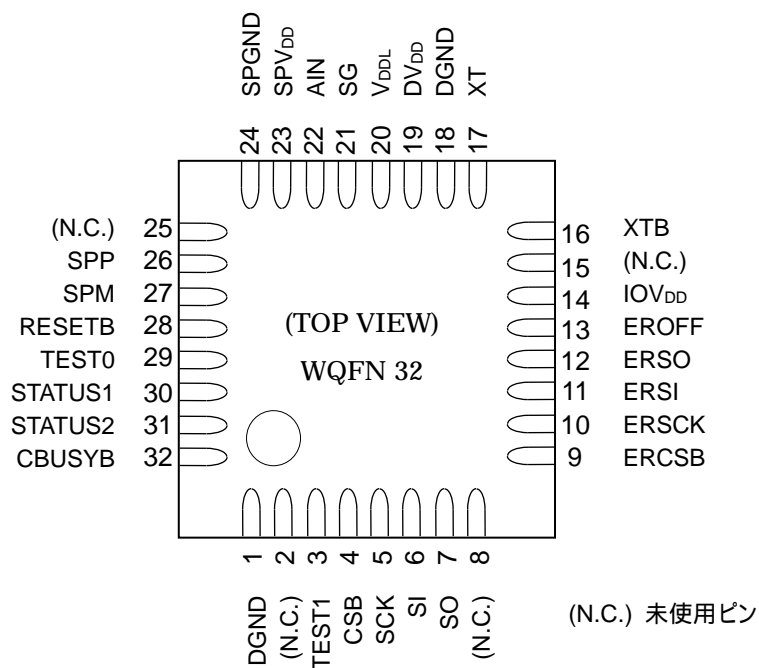 SPGND
SPVDD
AIN
SG
VDDL
DVDD
DGND
XT
24
23
22
21
20
19
18
17
(N.C.) 25
SPP 26
SPM 27
RESETB 28
TEST0 29
STATUS1 30
STATUS2 31
CBUSYB 32
(TOP VIEW)
WQFN 32
16 XTB
15 (N.C.)
14 IOVDD
13 EROFF
12 ERSO
11 ERSI
10 ERSCK
9 ERCSB
1
2
3
4
5
6
7
8
DGND
(N.C.)
TEST1
CSB
SCK
SI
SO
(N.C.)
(N.C.) 未使用ピン